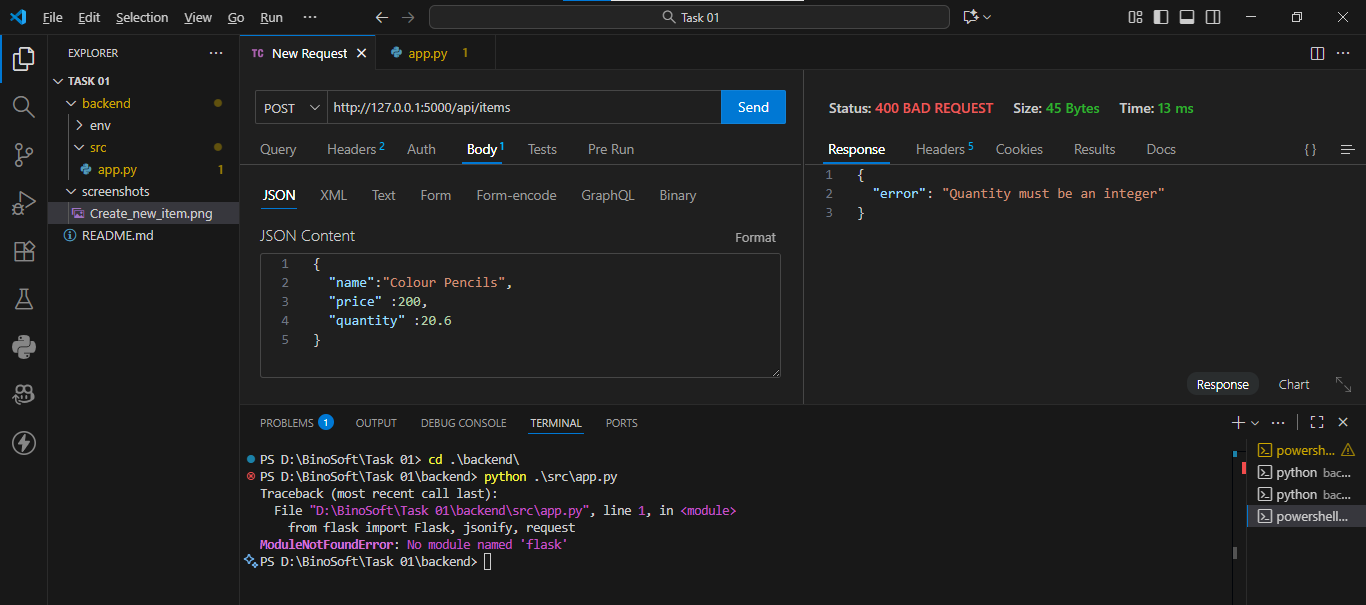 File Edit Selection View Go Run ··· Task 01
EXPLORER ···
TASK 01
backend
env
src
app.py 1
screenshots
Create_new_item.png
README.md
TC New Request app.py 1 ···
POST http://127.0.0.1:5000/api/items Send
Query Headers 2 Auth Body 1 Tests Pre Run
JSON XML Text Form Form-encode GraphQL Binary
JSON Content Format
1 {
2 "name":"Colour Pencils",
3 "price" :200,
4 "quantity" :20.6
5 }
Status: 400 BAD REQUEST Size: 45 Bytes Time: 13 ms
Response Headers 5 Cookies Results Docs { }
1 {
2 "error": "Quantity must be an integer"
3 }
Response Chart
PROBLEMS 1 OUTPUT DEBUG CONSOLE TERMINAL PORTS ···
PS D:\BinoSoft\Task 01> cd .\backend\
PS D:\BinoSoft\Task 01\backend> python .\src\app.py
Traceback (most recent call last):
File "D:\BinoSoft\Task 01\backend\src\app.py", line 1, in <module>
from flask import Flask, jsonify, request
ModuleNotFoundError: No module named 'flask'
PS D:\BinoSoft\Task 01\backend>
powersh...
python bac...
python bac...
powershell...